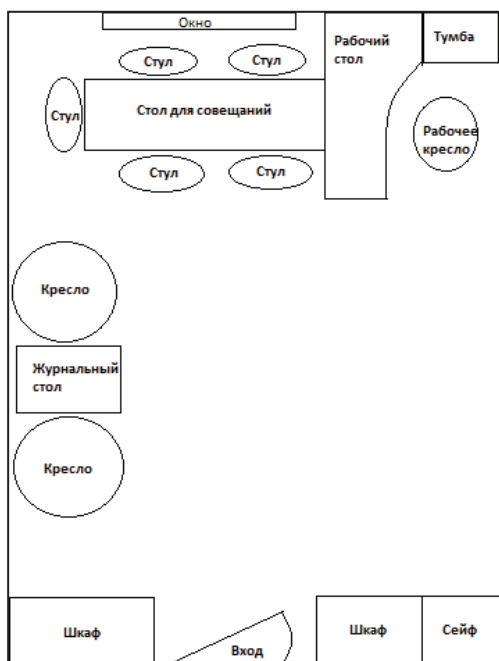 Окно
Рабочий
стол
Тумба
Стул
Стул
Стул
Стол для совещаний
Рабочее
кресло
Стул
Стул
Кресло
Журнальный
стол
Кресло
Шкаф
Вход
Шкаф
Сейф